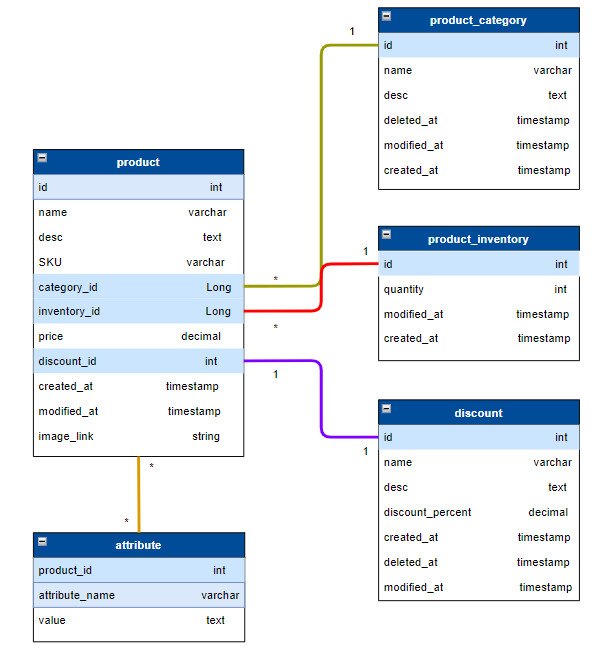 product_category
id int
name varchar
desc text
deleted_at timestamp
modified_at timestamp
created_at timestamp
1
product
id int
name varchar
desc text
SKU varchar
category_id Long
inventory_id Long
price decimal
discount_id int
created_at timestamp
modified_at timestamp
image_link string
*
*
1
product_inventory
id int
quantity int
modified_at timestamp
created_at timestamp
1
discount
id int
name varchar
desc text
discount_percent decimal
created_at timestamp
deleted_at timestamp
modified_at timestamp
1
*
*
attribute
product_id int
attribute_name varchar
value text